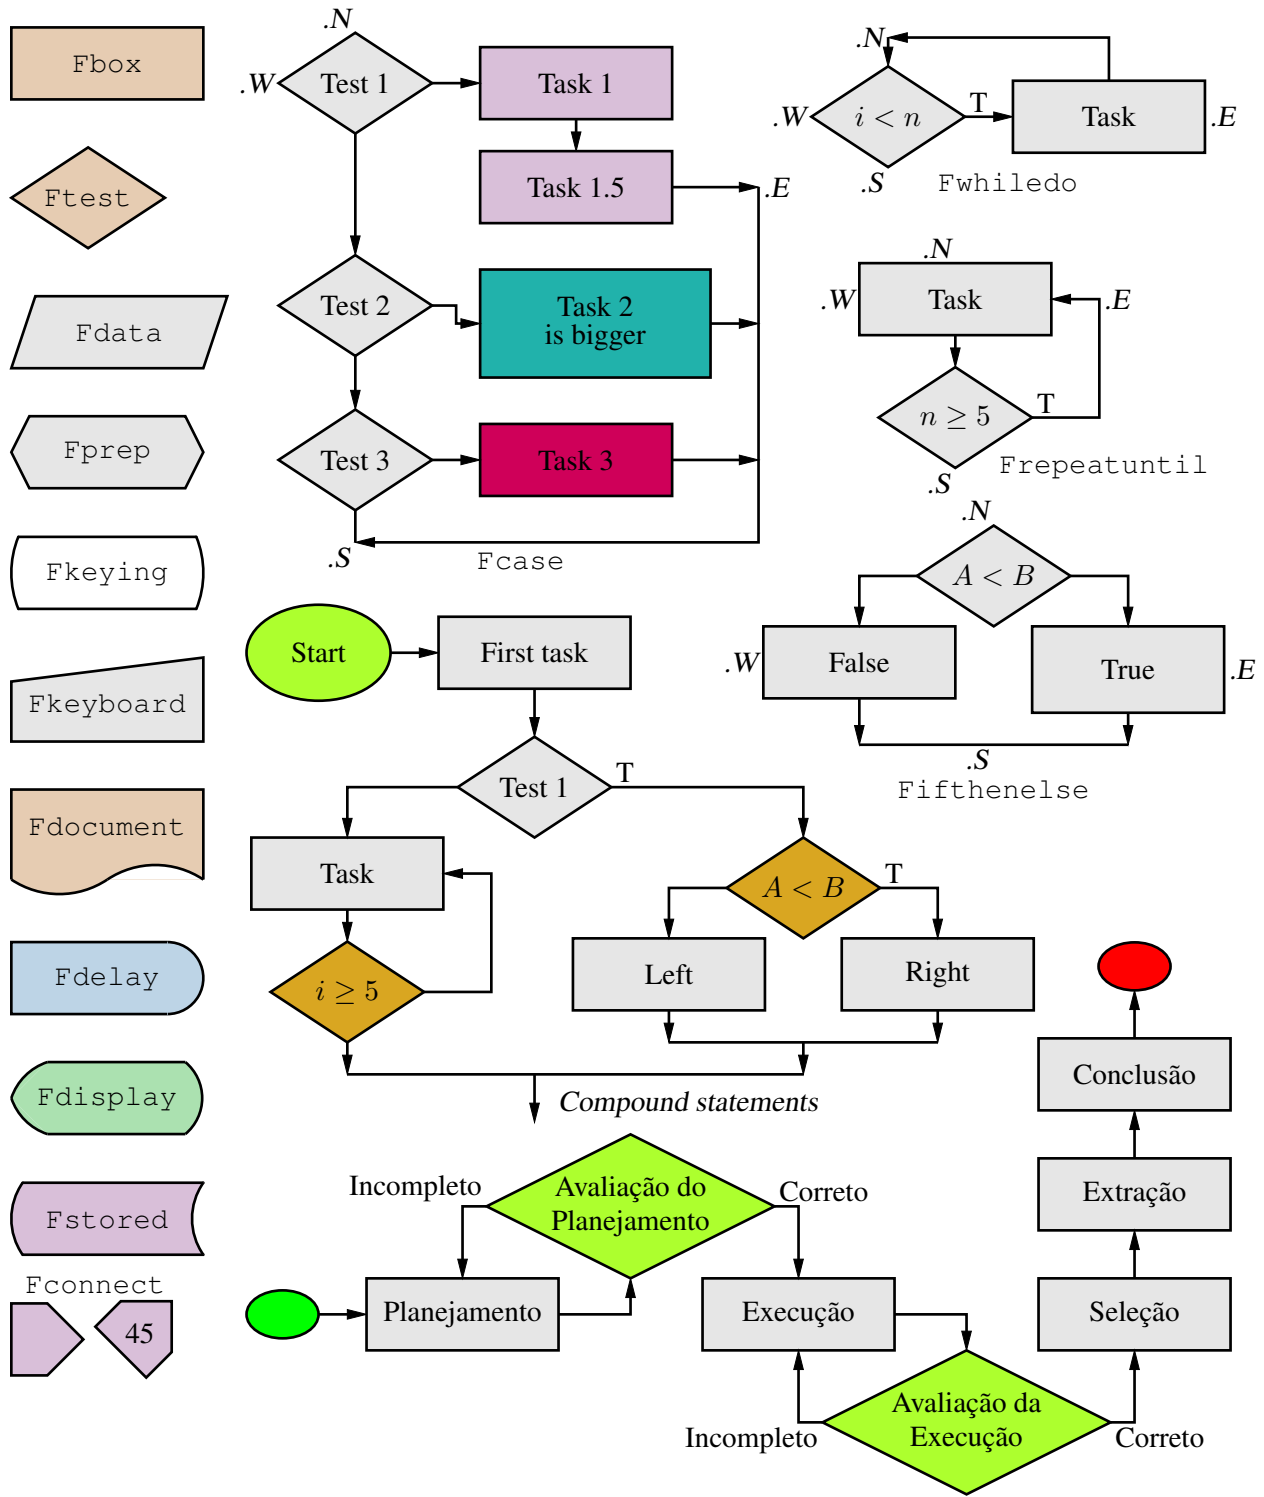 Fbox
Ftest
Fdata
Fprep
Fkeying
Fkeyboard
Fdocument
Fdelay
Fdisplay
Fstored
Fconnect
45
.N
.W
Test 1
Task 1
Task 1.5
.E
Test 2
Task 2
is bigger
Test 3
Task 3
.S
Fcase
.N
.W
i < n
T
Task
.E
.S
Fwhiledo
.N
.W
Task
.E
n ≥ 5
T
.S
Frepeatuntil
.N
A < B
.W
False
True
.E
.S
Fifthenelse
Start
First task
Test 1
T
Task
i ≥ 5
A < B
T
Left
Right
Compound statements
Incompleto
Avaliação do
Planejamento
Correto
Planejamento
Execução
Incompleto
Avaliação da
Execução
Correto
Seleção
Extração
Conclusão